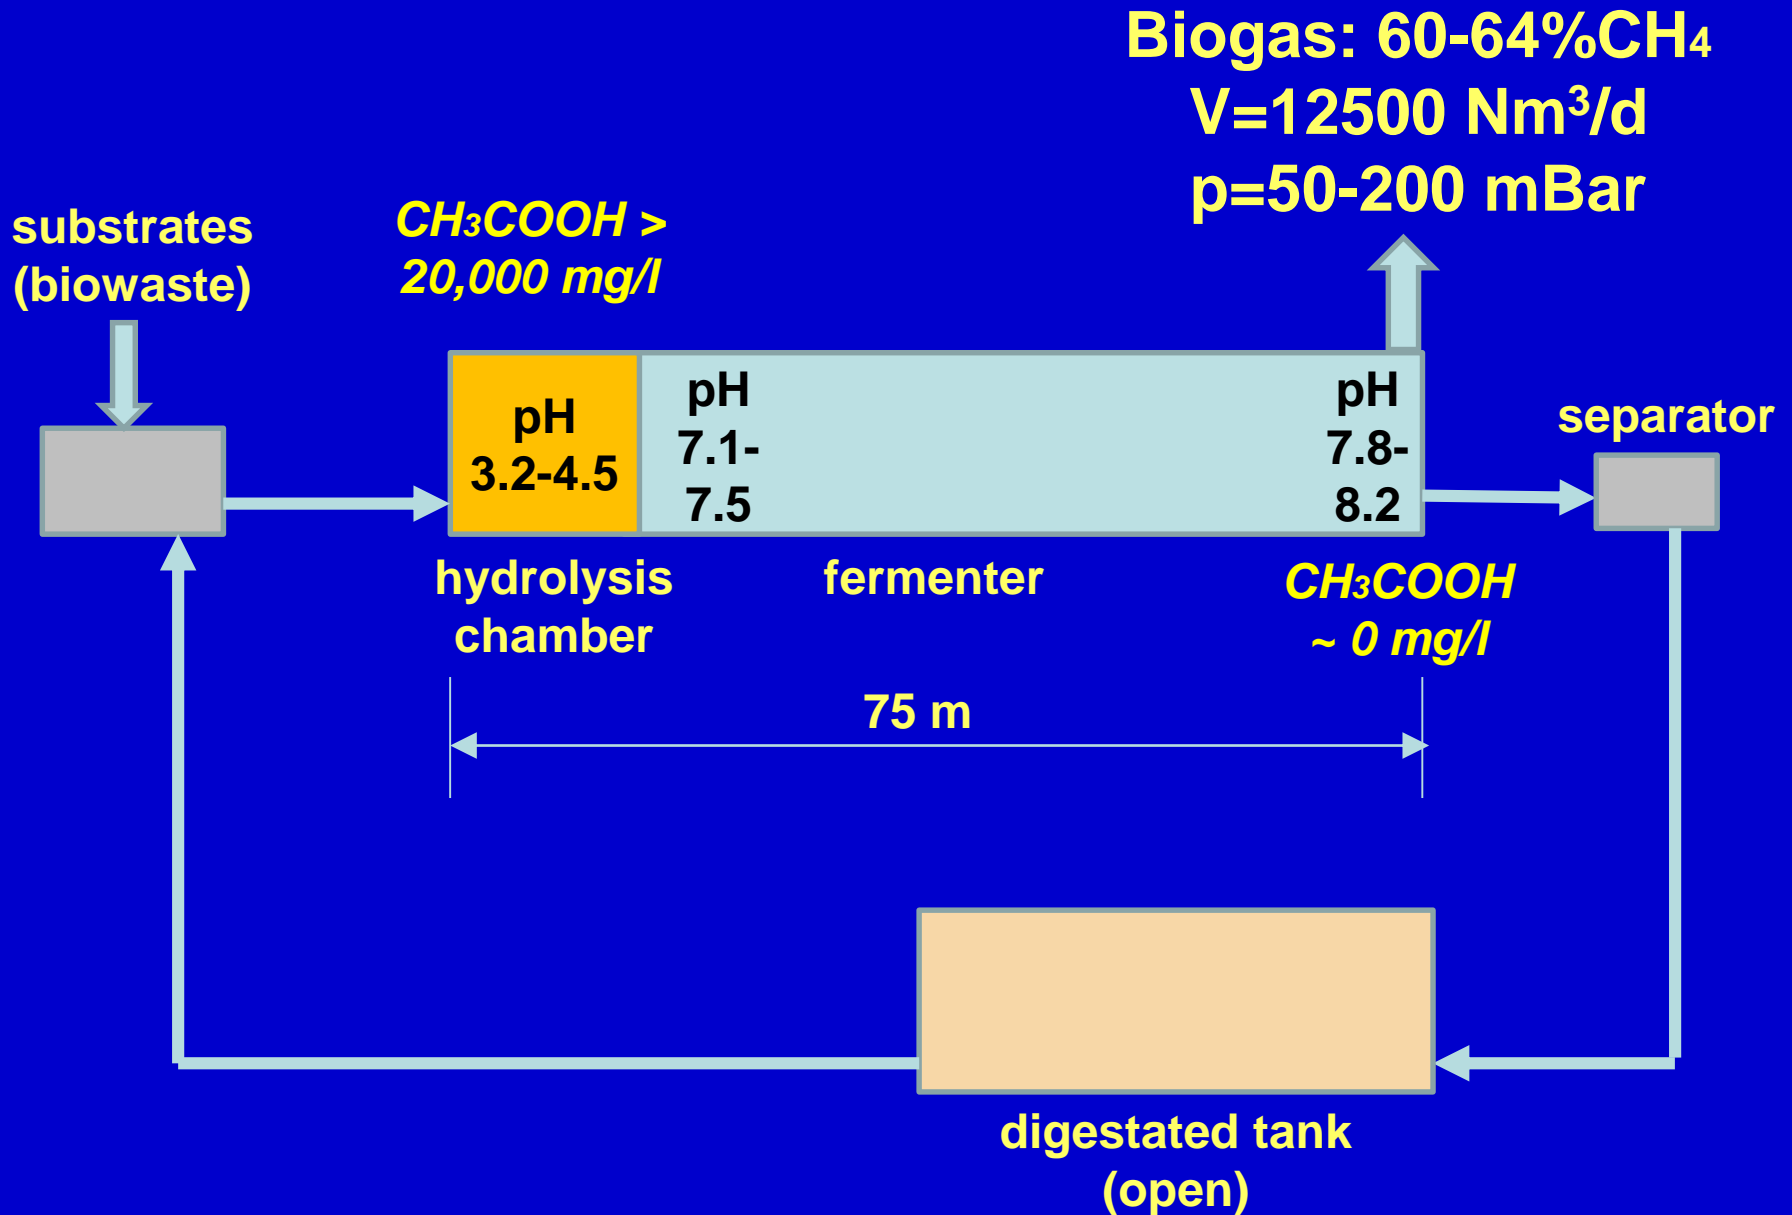 Biogas: 60-64%CH4
V=12500 Nm³/d
p=50-200 mBar
substrates
(biowaste)
CH3COOH >
20,000 mg/l
pH
3.2-4.5
pH
7.1-
7.5
pH
7.8-
8.2
separator
hydrolysis
chamber
fermenter
CH3COOH
~ 0 mg/l
75 m
digestated tank
(open)